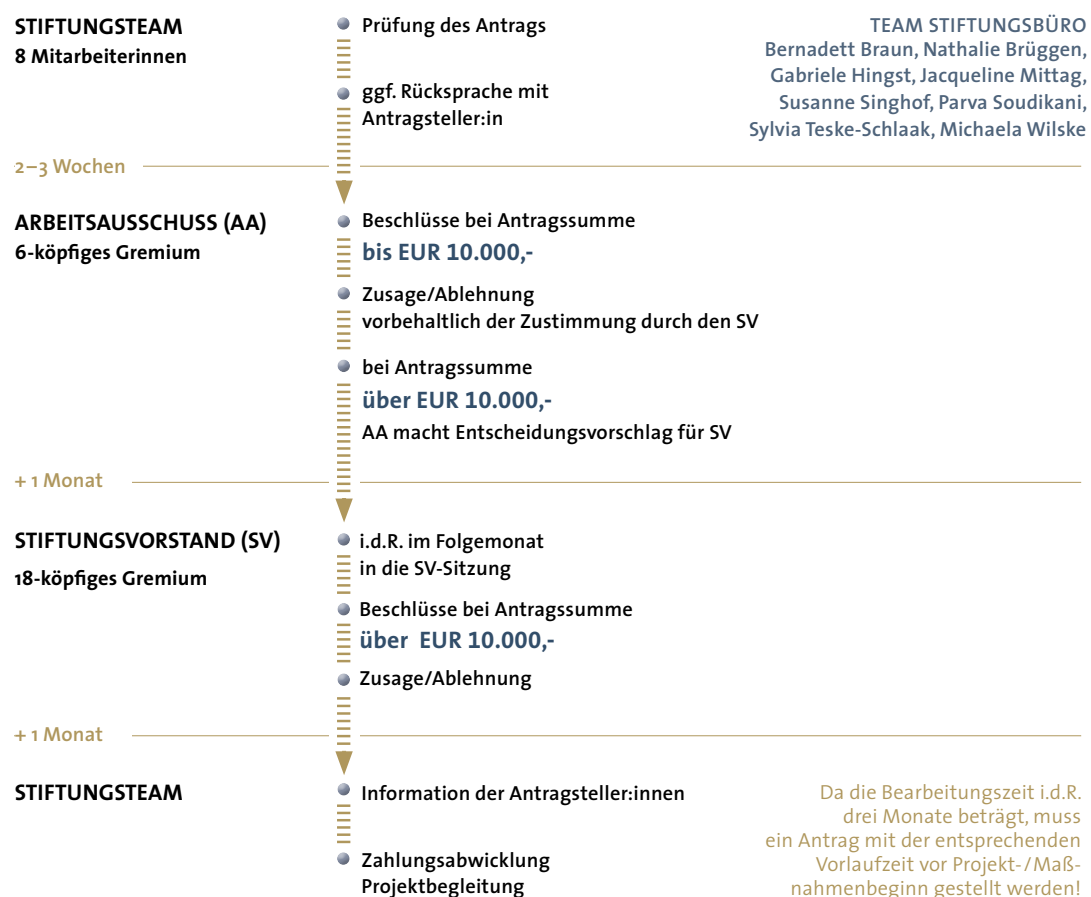 STIFTUNGSTEAM
8 Mitarbeiterinnen
Prüfung des Antrags
ggf. Rücksprache mit
Antragsteller:in
TEAM STIFTUNGSBÜRO
Bernadett Braun, Nathalie Brüggen,
Gabriele Hingst, Jacqueline Mittag,
Susanne Singhof, Parva Soudikani,
Sylvia Teske-Schlaak, Michaela Wilske
2–3 Wochen
ARBEITSAUSSCHUSS (AA)
6-köpfiges Gremium
Beschlüsse bei Antragssumme
bis EUR 10.000,-
Zusage/Ablehnung
vorbehaltlich der Zustimmung durch den SV
bei Antragssumme
über EUR 10.000,-
AA macht Entscheidungsvorschlag für SV
+ 1 Monat
STIFTUNGSVORSTAND (SV)
18-köpfiges Gremium
i.d.R. im Folgemonat
in die SV-Sitzung
Beschlüsse bei Antragssumme
über EUR 10.000,-
Zusage/Ablehnung
+ 1 Monat
STIFTUNGSTEAM
Information der Antragsteller:innen
Zahlungsabwicklung
Projektbegleitung
Da die Bearbeitungszeit i.d.R.
drei Monate beträgt, muss
ein Antrag mit der entsprechenden
Vorlaufzeit vor Projekt-/Maß-
nahmenbeginn gestellt werden!